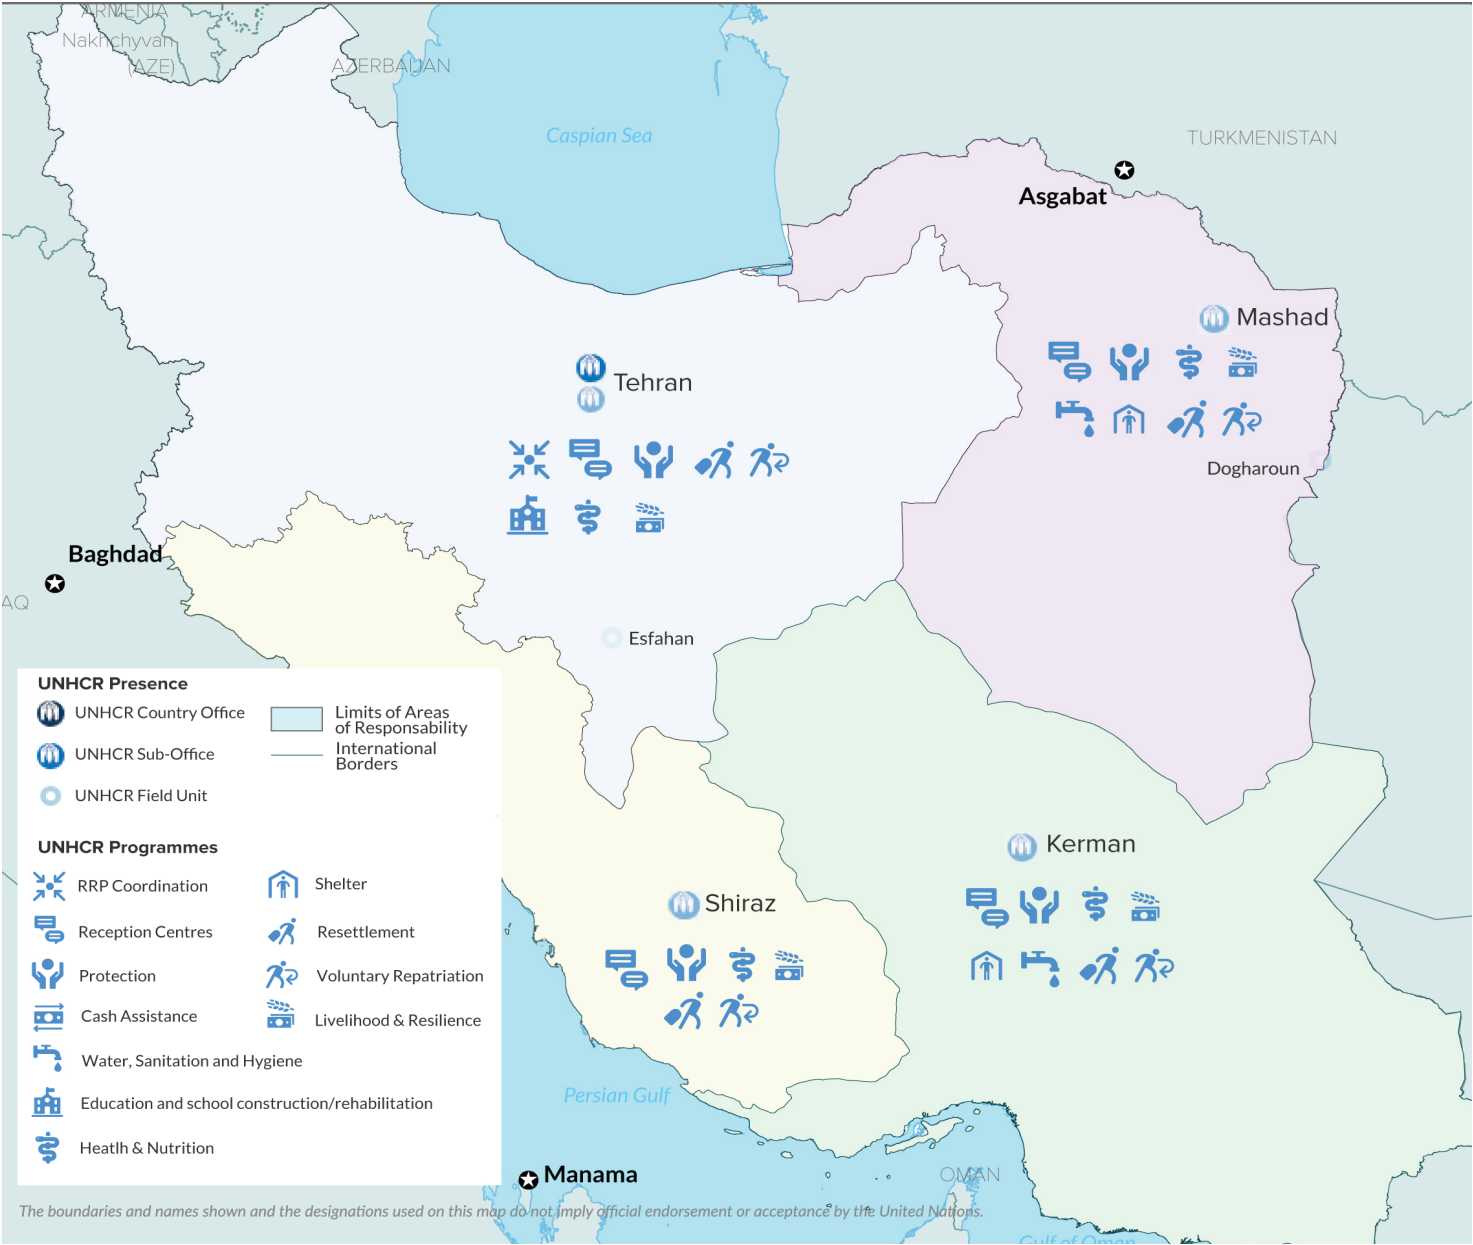 ARMENIA
Nakhchyvan
(AZE)
AZERBAIJAN
Caspian Sea
TURKMENISTAN
Asgabat
Mashad
Tehran
Dogharoun
Baghdad
AQ
Esfahan
UNHCR Presence
UNHCR Country Office
UNHCR Sub-Office
UNHCR Field Unit
Limits of Areas
of Responsability
International
Borders
UNHCR Programmes
RRP Coordination
Shelter
Reception Centres
Resettlement
Protection
Voluntary Repatriation
Cash Assistance
Livelihood & Resilience
Water, Sanitation and Hygiene
Education and school construction/rehabilitation
Heatlh & Nutrition
Kerman
Shiraz
Persian Gulf
Manama
OMAN
The boundaries and names shown and the designations used on this map do not imply official endorsement or acceptance by the United Nations.
Gulf of Oman